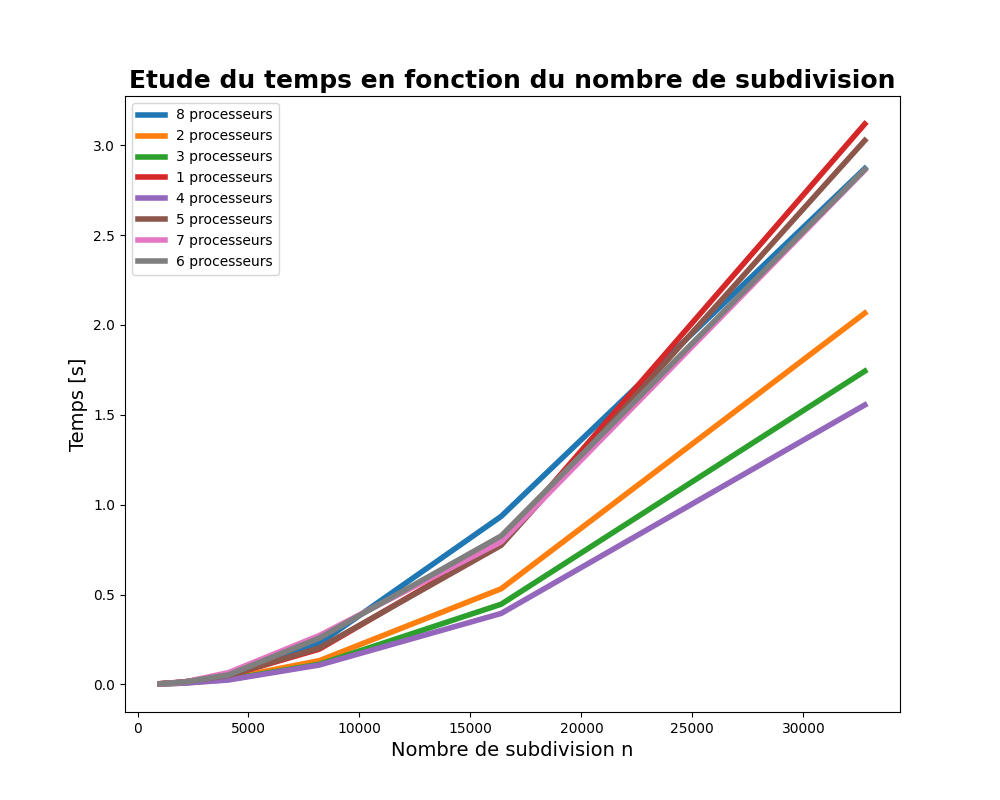 Etude du temps en fonction du nombre de subdivision
8 processeurs
2 processeurs
3 processeurs
1 processeurs
4 processeurs
5 processeurs
7 processeurs
6 processeurs
Temps [s]
3.0
2.5
2.0
1.5
1.0
0.5
0.0
0 5000 10000 15000 20000 25000 30000
Nombre de subdivision n